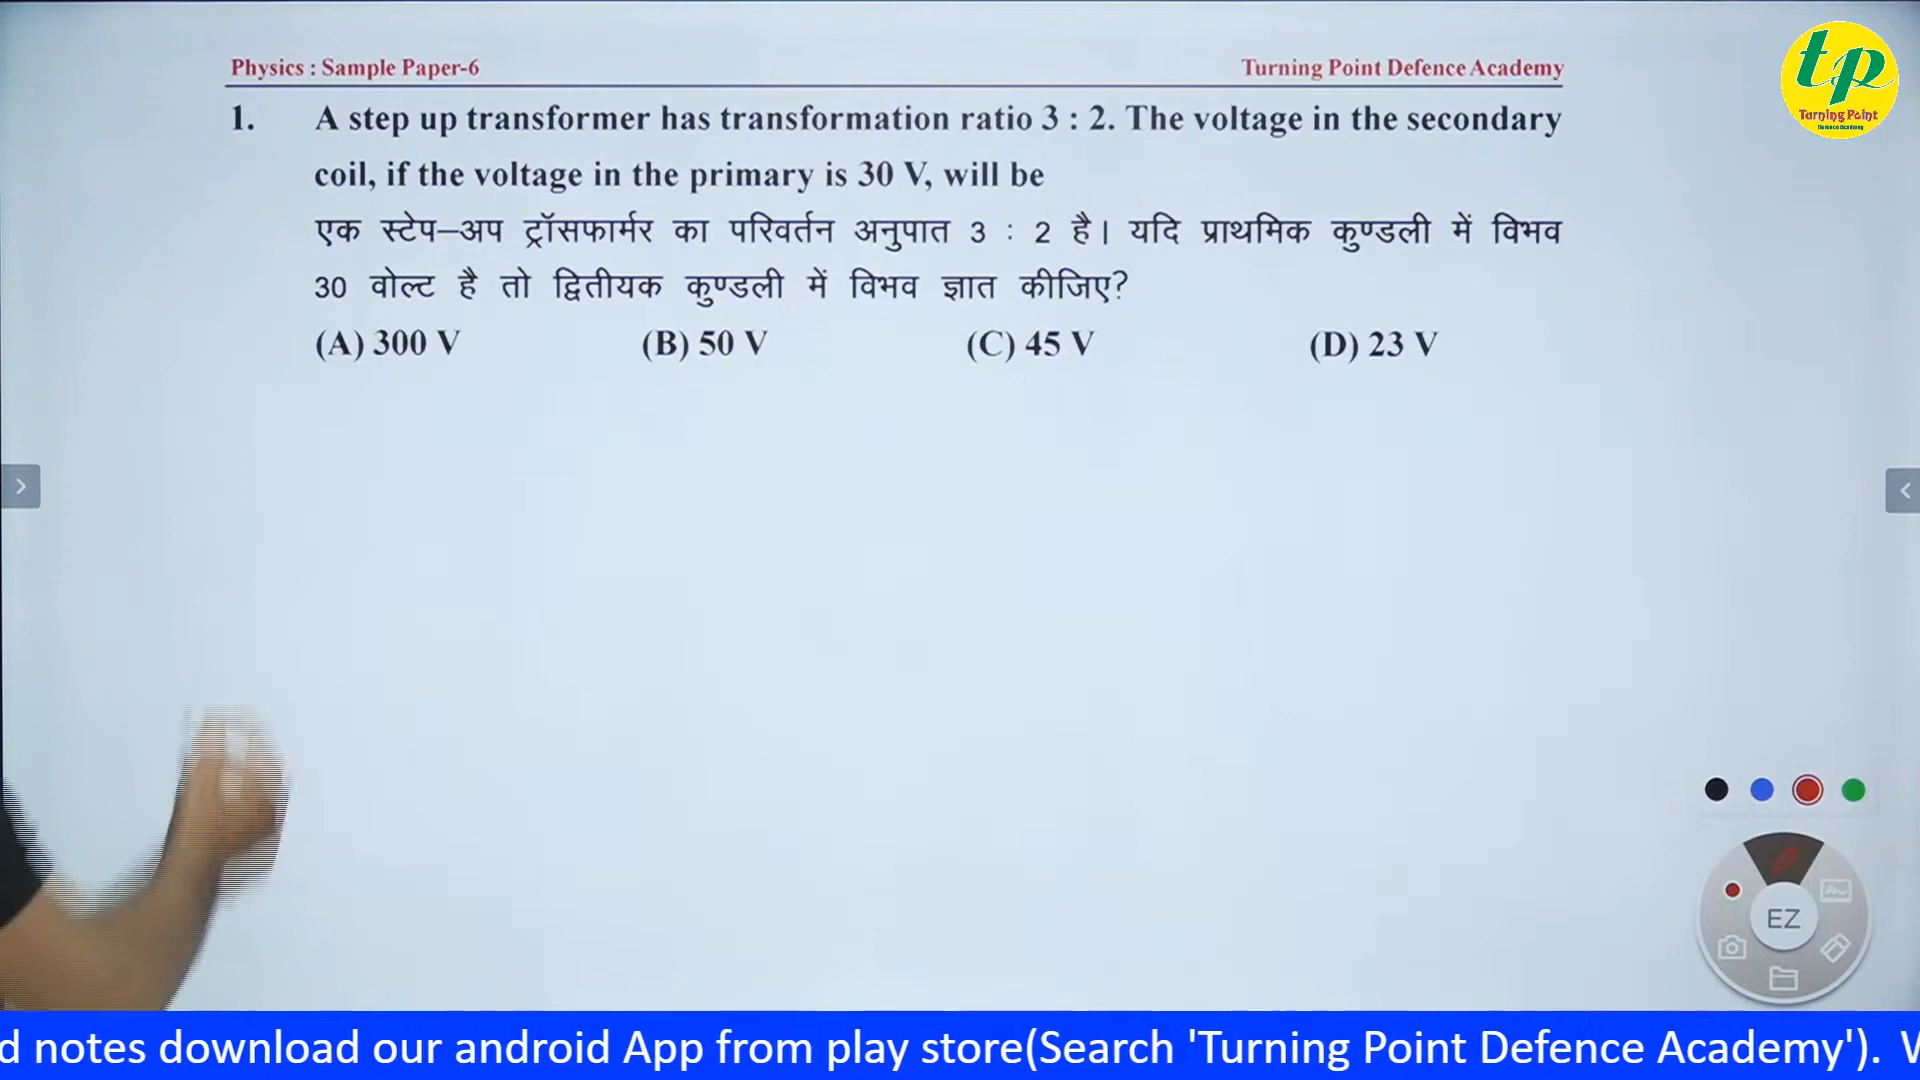 Physics : Sample Paper-6
Turning Point Defence Academy
tp
Turning Point
Defence Academy
1. A step up transformer has transformation ratio 3 : 2. The voltage in the secondary
coil, if the voltage in the primary is 30 V, will be
एक स्टेप–अप ट्रॉसफार्मर का परिवर्तन अनुपात 3 : 2 है। यदि प्राथमिक कुण्डली में विभव
30 वोल्ट है तो द्वितीयक कुण्डली में विभव ज्ञात कीजिए?
(A) 300 V (B) 50 V (C) 45 V (D) 23 V
EZ
d notes download our android App from play store(Search 'Turning Point Defence Academy').